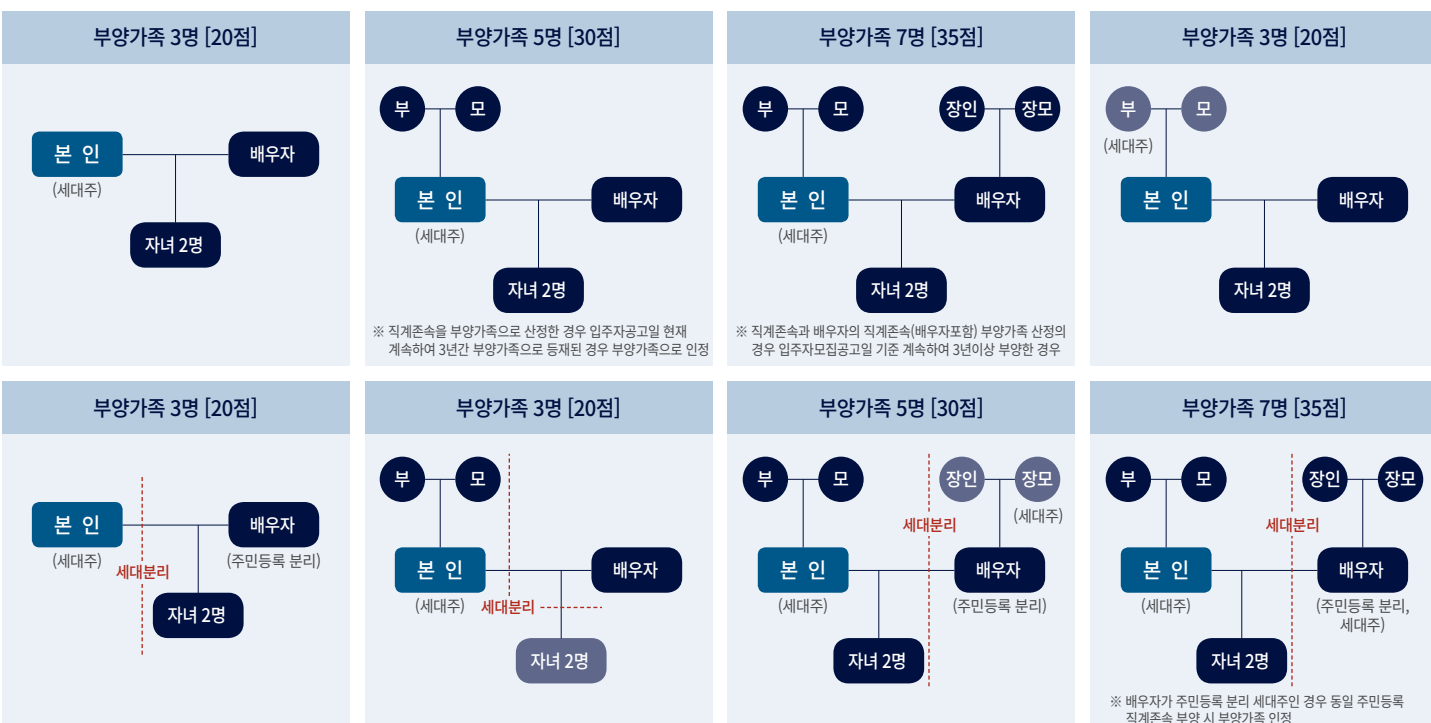 부양가족 3명 [20점]
본 인
배우자
(세대주)
자녀 2명
부양가족 5명 [30점]
부
모
본 인
배우자
(세대주)
자녀 2명
※ 직계존속을 부양가족으로 산정한 경우 입주자공고일 현재
계속하여 3년간 부양가족으로 등재된 경우 부양가족으로 인정
부양가족 7명 [35점]
부
모
장인
장모
본 인
배우자
(세대주)
자녀 2명
※ 직계존속과 배우자의 직계존속(배우자포함) 부양가족 산정의
경우 입주자모집공고일 기준 계속하여 3년이상 부양한 경우
부양가족 3명 [20점]
부
모
(세대주)
본 인
배우자
자녀 2명
부양가족 3명 [20점]
본 인
배우자
(세대주)
(주민등록 분리)
세대분리
자녀 2명
부양가족 3명 [20점]
부
모
본 인
배우자
(세대주)
세대분리
자녀 2명
부양가족 5명 [30점]
부
모
장인
장모
(세대주)
세대분리
본 인
배우자
(세대주)
(주민등록 분리)
자녀 2명
부양가족 7명 [35점]
부
모
장인
장모
세대분리
본 인
배우자
(세대주)
(주민등록 분리,
세대주)
자녀 2명
※ 배우자가 주민등록 분리 세대주인 경우 동일 주민등록
직계존속 부양 시 부양가족 인정